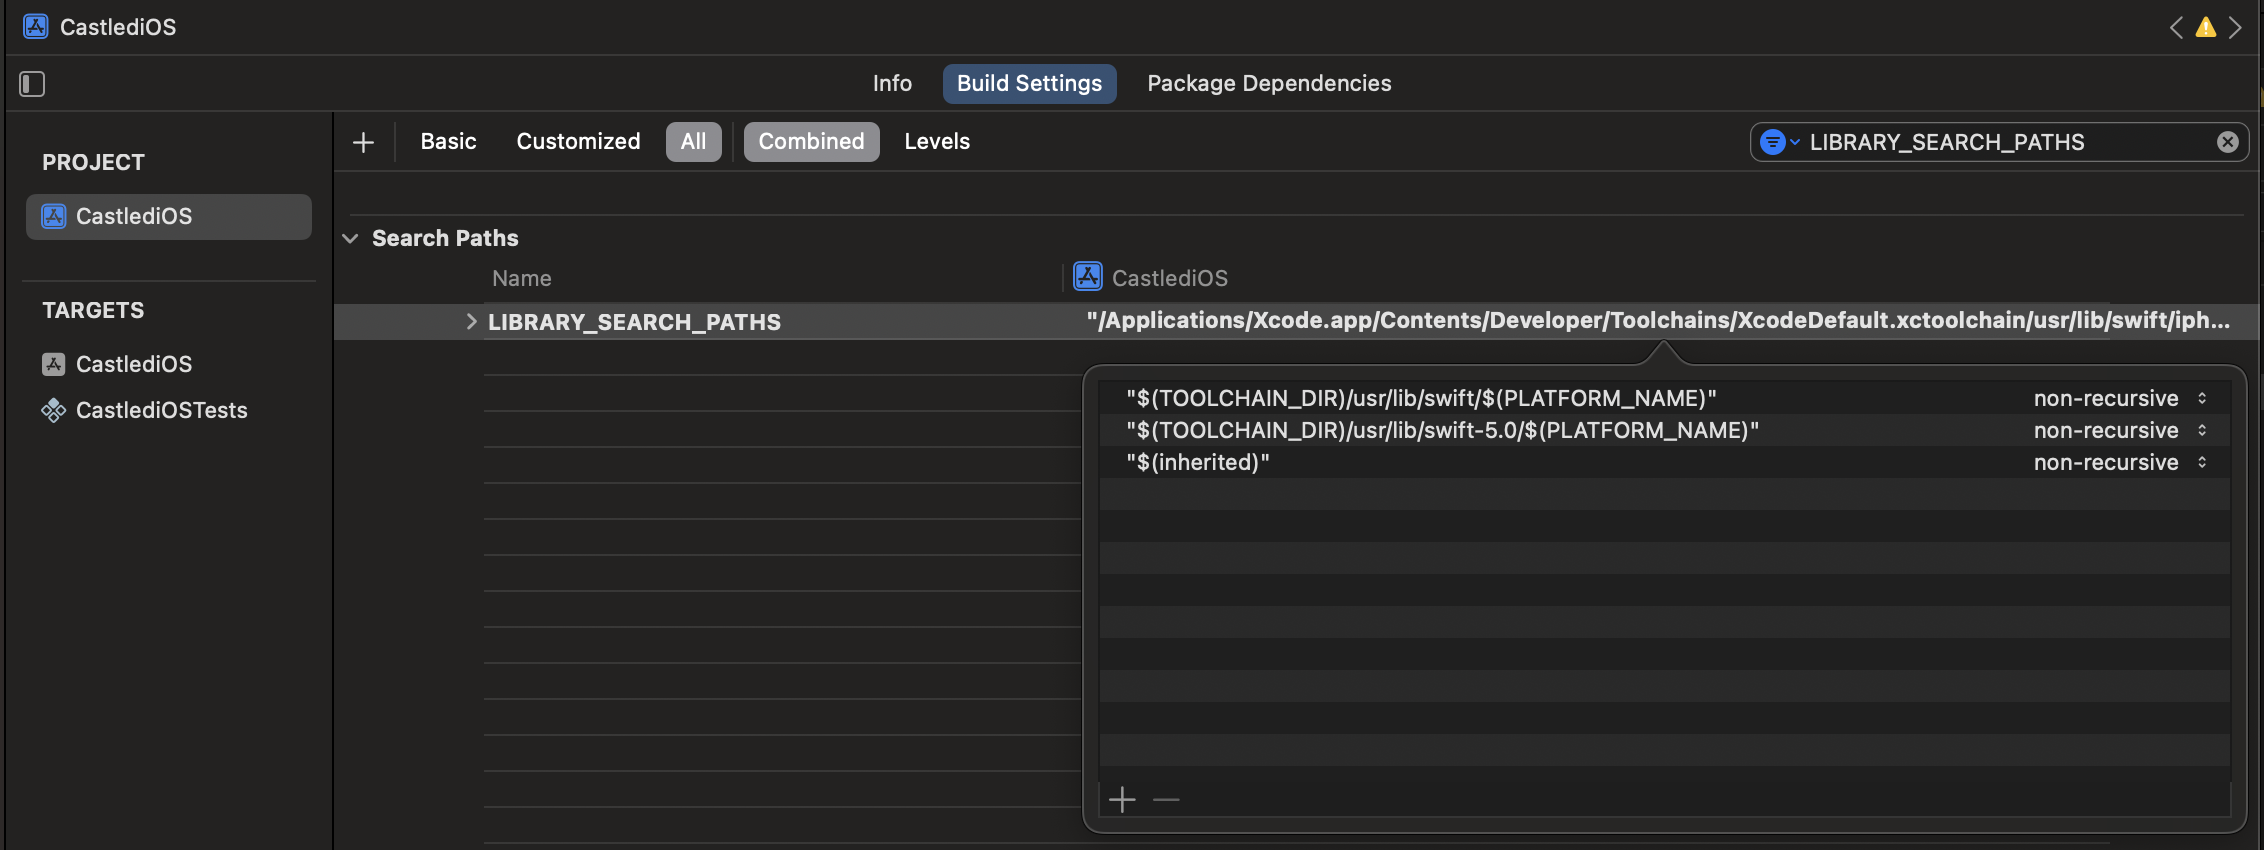 CastlediOS
Info Build Settings Package Dependencies
Basic Customized All Combined Levels LIBRARY_SEARCH_PATHS
PROJECT
CastlediOS
TARGETS
CastlediOS
CastlediOSTests
Search Paths
Name CastlediOS
LIBRARY_SEARCH_PATHS "/Applications/Xcode.app/Contents/Developer/Toolchains/XcodeDefault.xctoolchain/usr/lib/swift/iph...
"$(TOOLCHAIN_DIR)/usr/lib/swift/$(PLATFORM_NAME)" non-recursive
"$(TOOLCHAIN_DIR)/usr/lib/swift-5.0/$(PLATFORM_NAME)" non-recursive
"$(inherited)" non-recursive